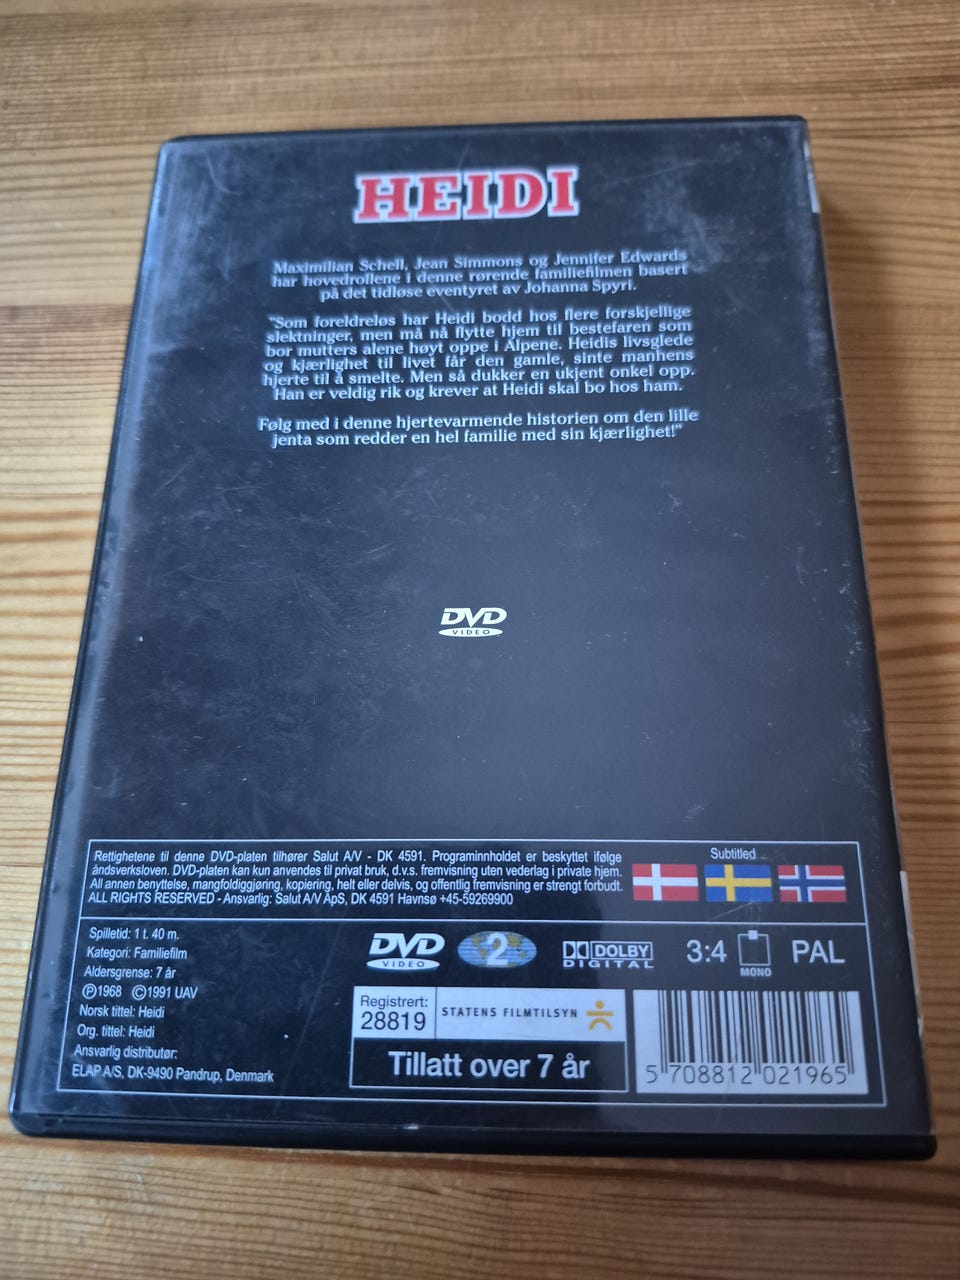 HEIDI
Maximilian Schell, Jean Simmons og Jennifer Edwards
har hovedrollene i denne rørende familiefilmen basert
på det tidløse eventyret av Johanna Spyri.
"Som foreldreløs har Heidi bodd hos flere forskjellige
slektninger, men må nå flytte hjem til bestefaren som
bor mutters alene høyt oppe i Alpene. Heidis livsglede
og kjærlighet til livet får den gamle, sinte manhens
hjerte til å smelte. Men så dukker en ukjent onkel opp.
Han er veldig rik og krever at Heidi skal bo hos ham.
Følg med i denne hjertevarmende historien om den lille
jenta som redder en hel familie med sin kjærlighet!"
DVD
VIDEO
Rettighetene til denne DVD-platen tilhører Salut A/V - DK 4591. Programinnholdet er beskyttet ifølge
åndsverksloven. DVD-platen kan kun anvendes til privat bruk, d.v.s. fremvisning uten vederlag i private hjem.
All annen benyttelse, mangfoldiggjøring, kopiering, helt eller delvis, og offentlig fremvisning er strengt forbudt.
ALL RIGHTS RESERVED - Ansvarlig: Salut A/V ApS, DK 4591 Havnsø +45-59269900
Subtitled
Spilletid: 1 t. 40 m.
Kategori: Familiefilm
Aldersgrense: 7 år
Ⓟ1968 ©1991 UAV
Norsk tittel: Heidi
Org. tittel: Heidi
Ansvarlig distributør:
ELAP A/S, DK-9490 Pandrup, Denmark
DVD
VIDEO
2
DOLBY
DIGITAL
3:4
MONO
PAL
Registrert:
28819
STATENS FILMTILSYN
Tillatt over 7 år
5 708812 021965